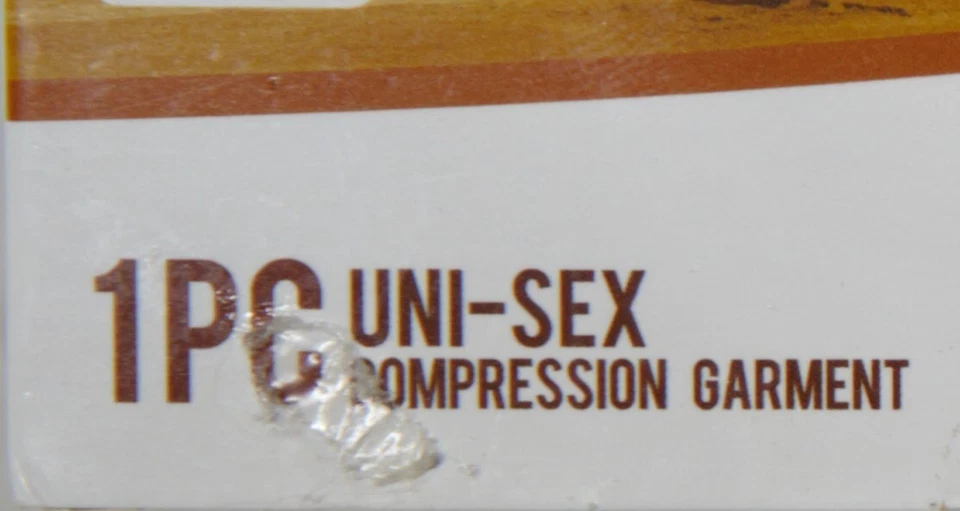 1PC UNI-SEX
COMPRESSION GARMENT